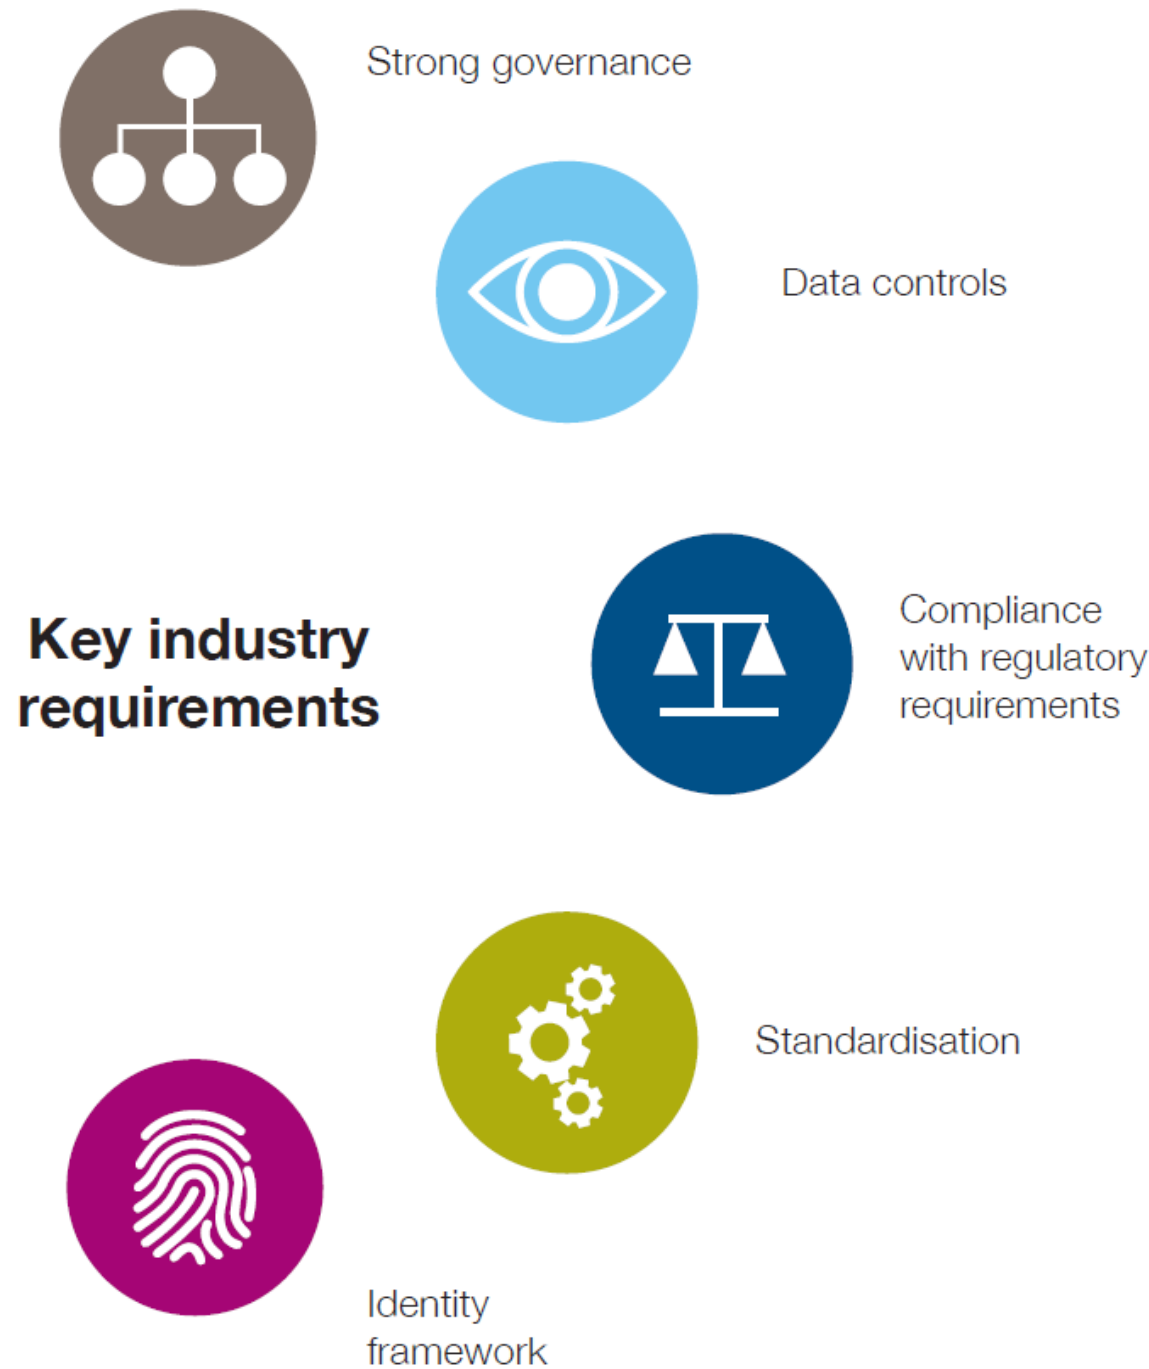 Strong governance
Data controls
Key industry
requirements
Compliance
with regulatory
requirements
Standardisation
Identity
framework